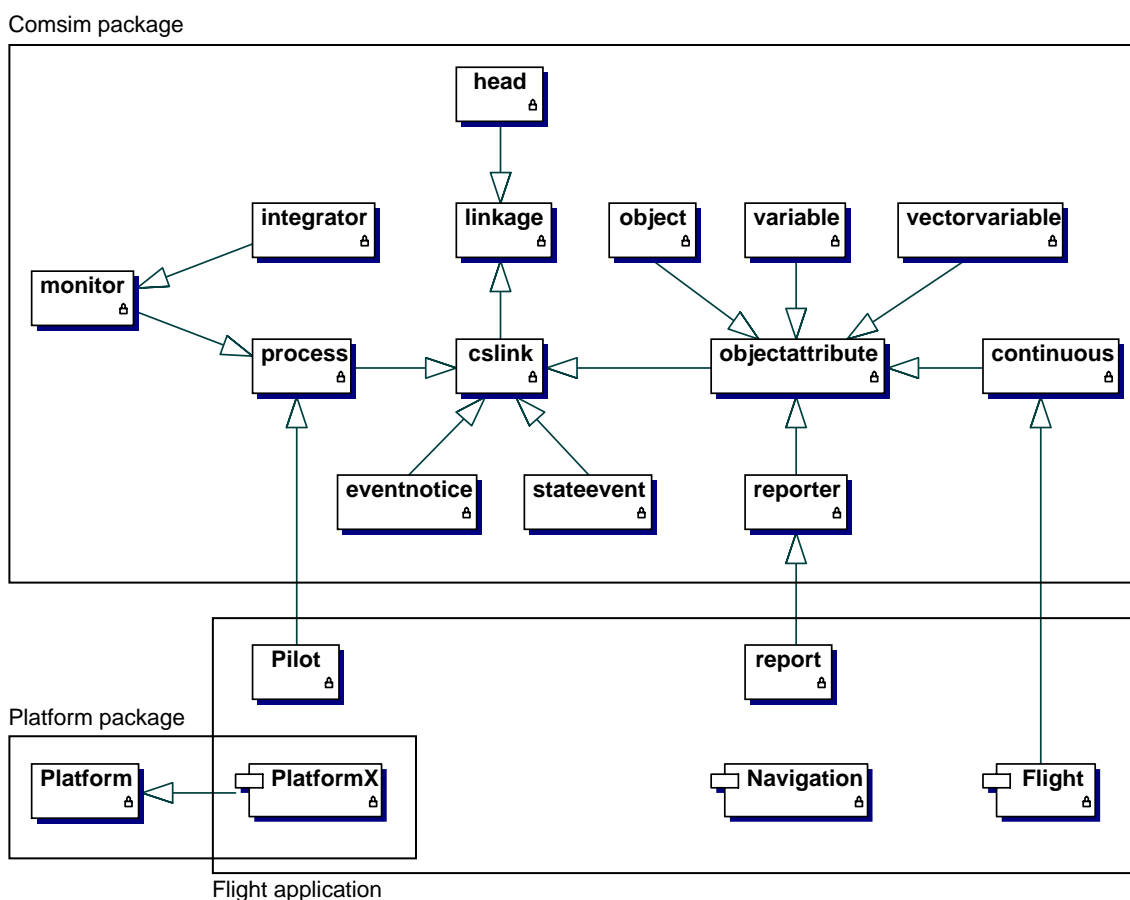 Comsim package
head
integrator
linkage
object
variable
vectorvariable
monitor
process
cslink
objectattribute
continuous
eventnotice
stateevent
reporter
Pilot
report
Platform package
Platform
PlatformX
Navigation
Flight
Flight application